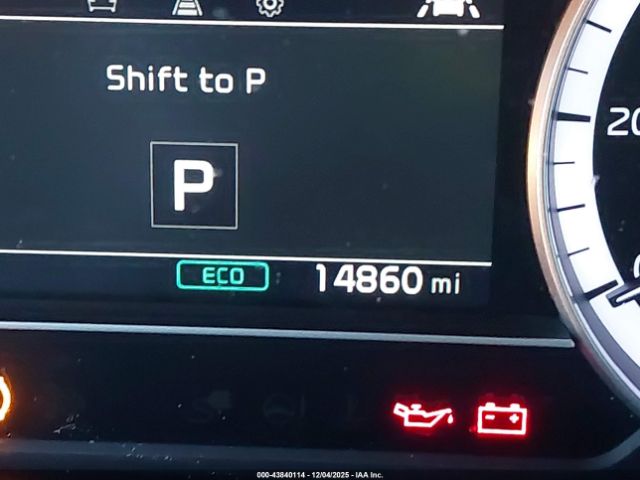 Shift to P
P
20
ECO
14860 mi
000-43840114 - 12/04/2025 - IAA Inc.